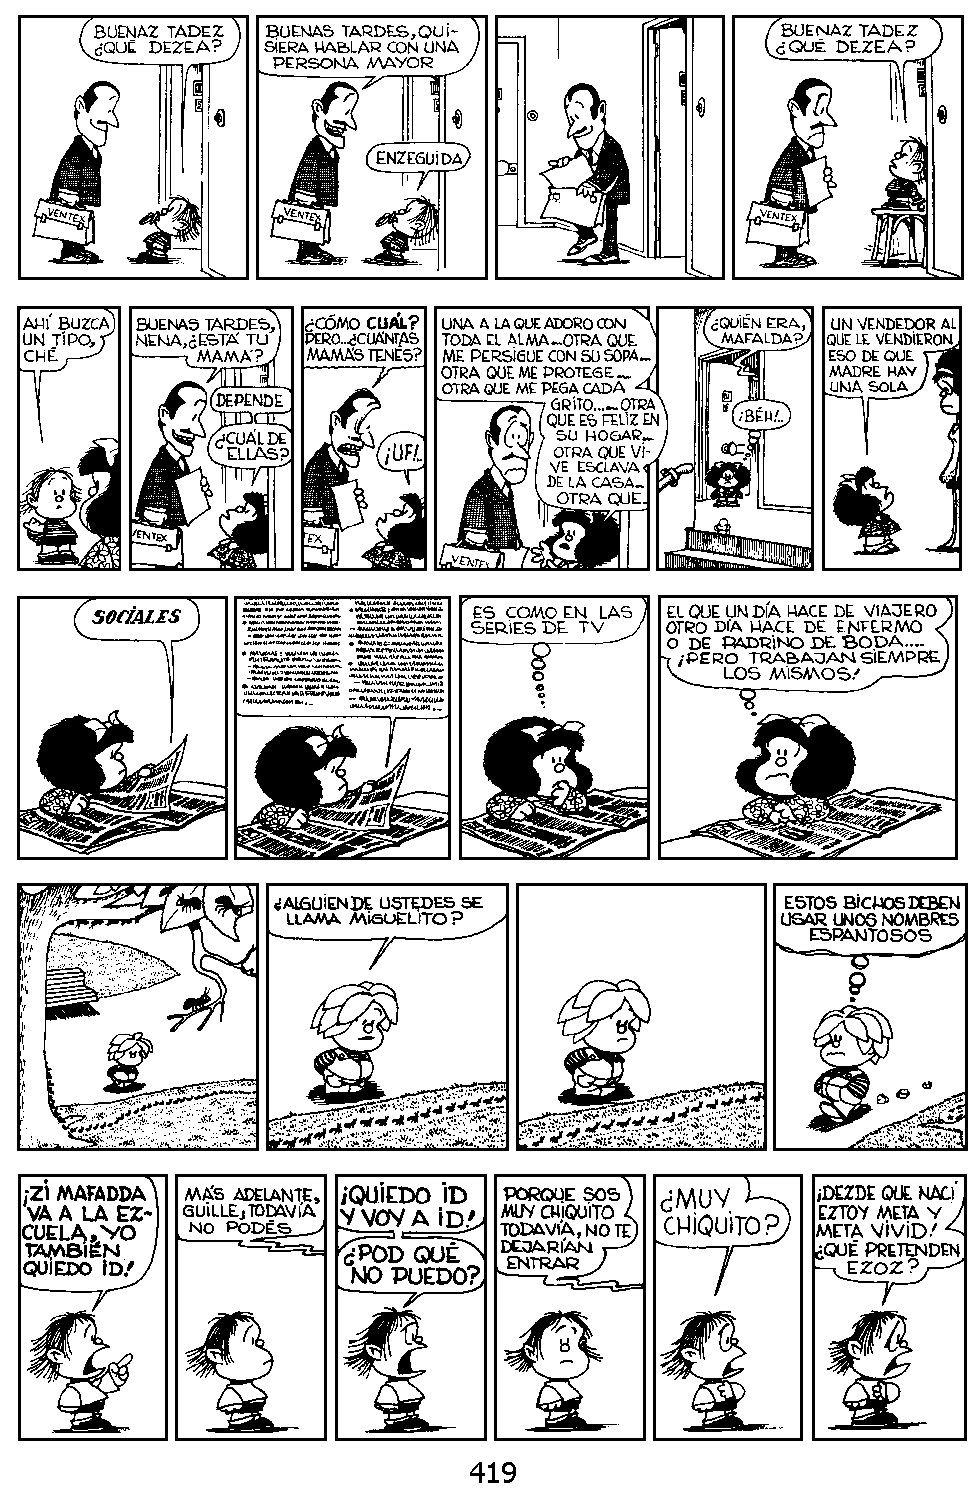 BUENAZ TADEZ
¿QUÉ DEZEA?
VENTEX
BUENAS TARDES, QUI-
SIERA HABLAR CON UNA
PERSONA MAYOR
ENZEGUIDA
VENTEX
BUENAZ TADEZ
¿QUÉ DEZEA?
VENTEX
AHÍ BUZCA
UN TIPO,
CHÉ
BUENAS TARDES,
NENA, ¿ESTÁ TU
MAMÁ?
DEPENDE
¿CUÁL DE
ELLAS?
VENTEX
¿CÓMO CUÁL?
PERO...¿CUÁNTAS
MAMÁS TENÉS?
¡UF!..
EX
UNA A LA QUE ADORO CON
TODA EL ALMA...OTRA QUE
ME PERSIGUE CON SU SOPA...
OTRA QUE ME PROTEGE...
OTRA QUE ME PEGA CADA
GRITO......OTRA
QUE ES FELIZ EN
SU HOGAR...
OTRA QUE VI-
VE ESCLAVA
DE LA CASA...
OTRA QUE...
VENTEX
¿QUIÉN ERA,
MAFALDA?
¡BÉH!..
UN VENDEDOR AL
QUE LE VENDIERON
ESO DE QUE
MADRE HAY
UNA SOLA
SOCIALES
ES COMO EN LAS
SERIES DE TV
EL QUE UN DÍA HACE DE VIAJERO
OTRO DÍA HACE DE ENFERMO
O DE PADRINO DE BODA....
¡PERO TRABAJAN SIEMPRE
LOS MISMOS!
¿ALGUIEN DE USTEDES SE
LLAMA MIGUELITO?
ESTOS BICHOS DEBEN
USAR UNOS NOMBRES
ESPANTOSOS
¡ZI MAFADDA
VA A LA EZ-
CUELA, YO
TAMBIÉN
QUIEDO ID!
MÁS ADELANTE,
GUILLE, TODAVÍA
NO PODÉS
¡QUIEDO ID
Y VOY A ID!
¿POD QUÉ
NO PUEDO?
PORQUE SOS
MUY CHIQUITO
TODAVÍA, NO TE
DEJARÍAN
ENTRAR
¿MUY
CHIQUITO?
¡DEZDE QUE NACÍ
EZTOY META Y
META VIVID!
¿QUÉ PRETENDEN
EZOZ?
419